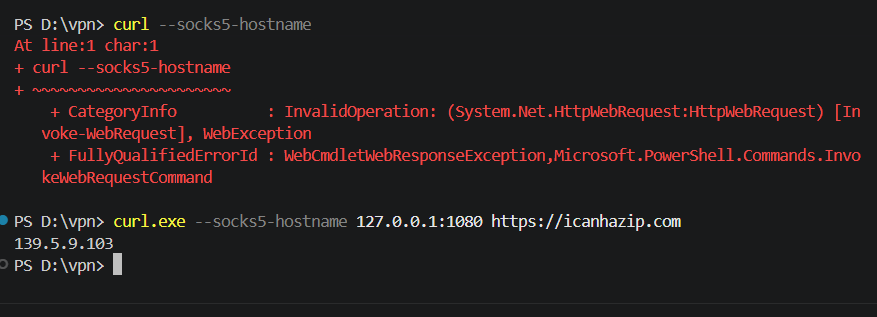 PS D:\vpn> curl --socks5-hostname
At line:1 char:1
+ curl --socks5-hostname
+ ~~~~~~~~~~~~~~~~~~~~~~
    + CategoryInfo          : InvalidOperation: (System.Net.HttpWebRequest:HttpWebRequest) [In
   voke-WebRequest], WebException
    + FullyQualifiedErrorId : WebCmdletWebResponseException,Microsoft.PowerShell.Commands.Invo
   keWebRequestCommand
PS D:\vpn> curl.exe --socks5-hostname 127.0.0.1:1080 https://icanhazip.com
139.5.9.103
PS D:\vpn>